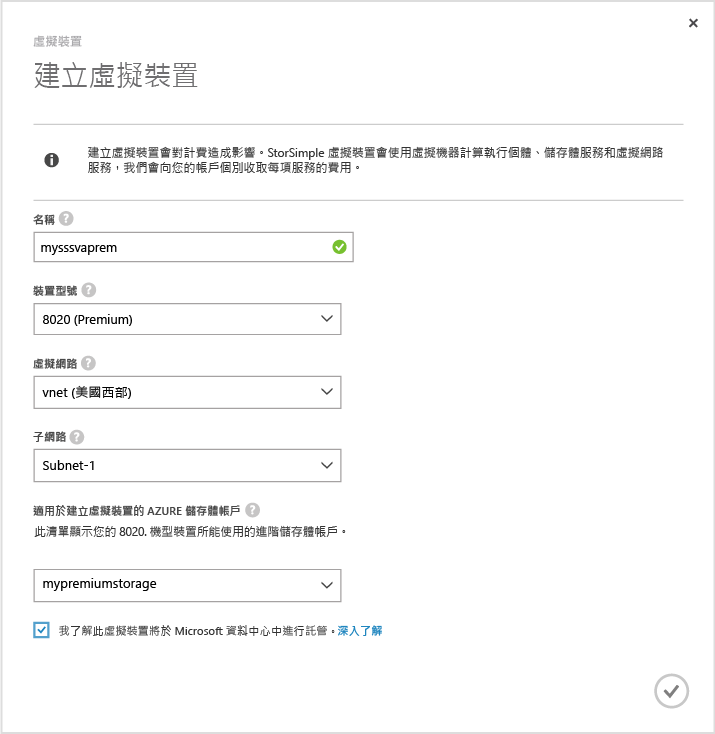 虛擬裝置
建立虛擬裝置
建立虛擬裝置會對計費造成影響。StorSimple 虛擬裝置會使用虛擬機器計算執行個體、儲存體服務和虛擬網路
服務，我們會向您的帳戶個別收取每項服務的費用。
名稱
mysssvaprem
裝置型號
8020 (Premium)
虛擬網路
vnet (美國西部)
子網路
Subnet-1
適用於建立虛擬裝置的 AZURE 儲存體帳戶
此清單顯示您的 8020. 機型裝置所能使用的進階儲存體帳戶。
mypremiumstorage
我了解此虛擬裝置將於 Microsoft 資料中心中進行託管。深入了解